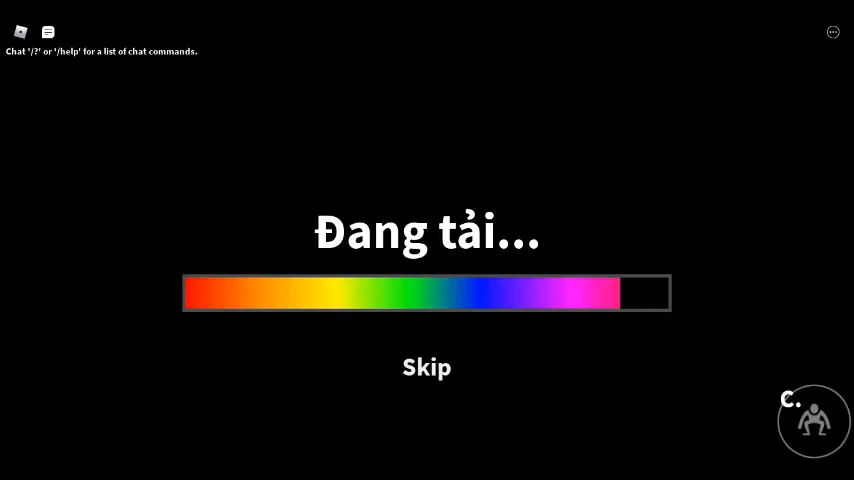 Chat '/?' or '/help' for a list of chat commands.
Đang tải...
Skip
C.